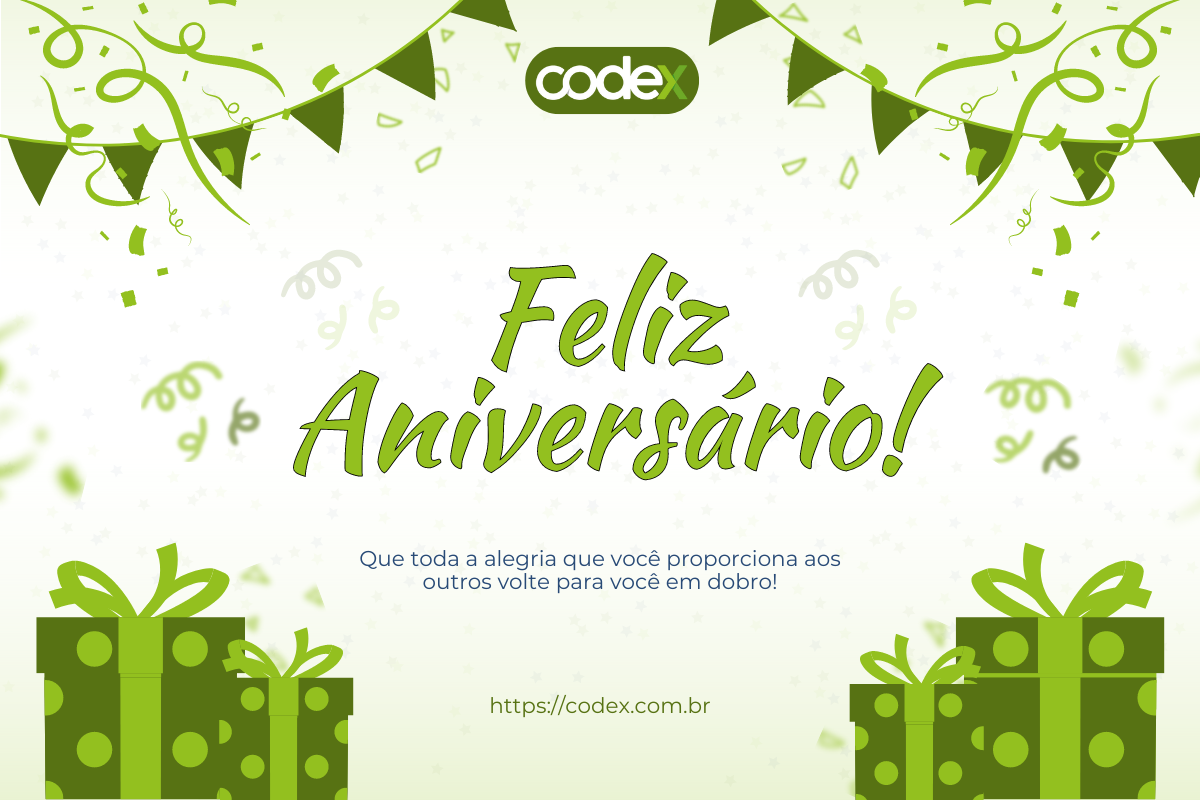 codex
Feliz
Aniversário!
Que toda a alegria que você proporciona aos
outros volte para você em dobro!
https://codex.com.br